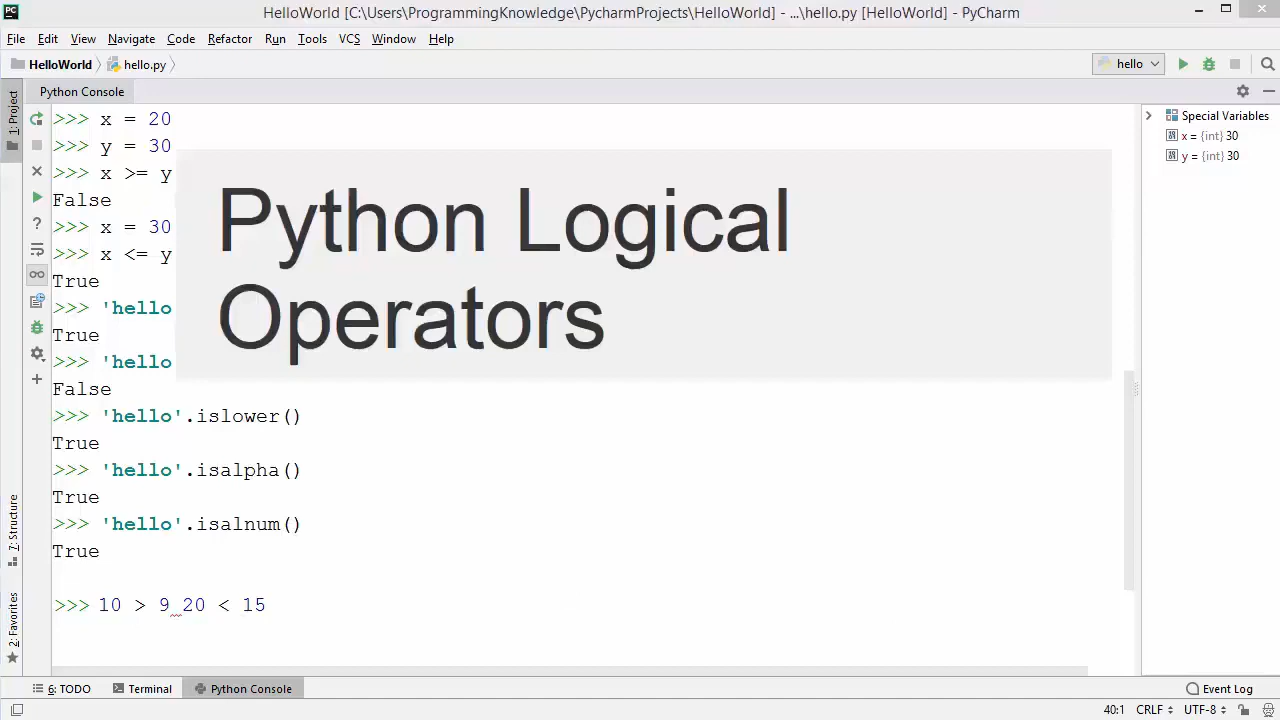 PC HelloWorld [C:\Users\ProgrammingKnowledge\PycharmProjects\HelloWorld] - ...\hello.py [HelloWorld] - PyCharm
File Edit View Navigate Code Refactor Run Tools VCS Window Help
HelloWorld hello.py hello
1: Project
Python Console
>>> x = 20
>>> y = 30
>>> x >= y
False
>>> x = 30
>>> x <= y
True
>>> 'hello
True
>>> 'hello
False
>>> 'hello'.islower()
True
>>> 'hello'.isalpha()
True
>>> 'hello'.isalnum()
True
>>> 10 > 9 20 < 15
Python Logical
Operators
Special Variables
x = {int} 30
y = {int} 30
7: Structure
2: Favorites
6: TODO Terminal Python Console Event Log
40:1 CRLF UTF-8